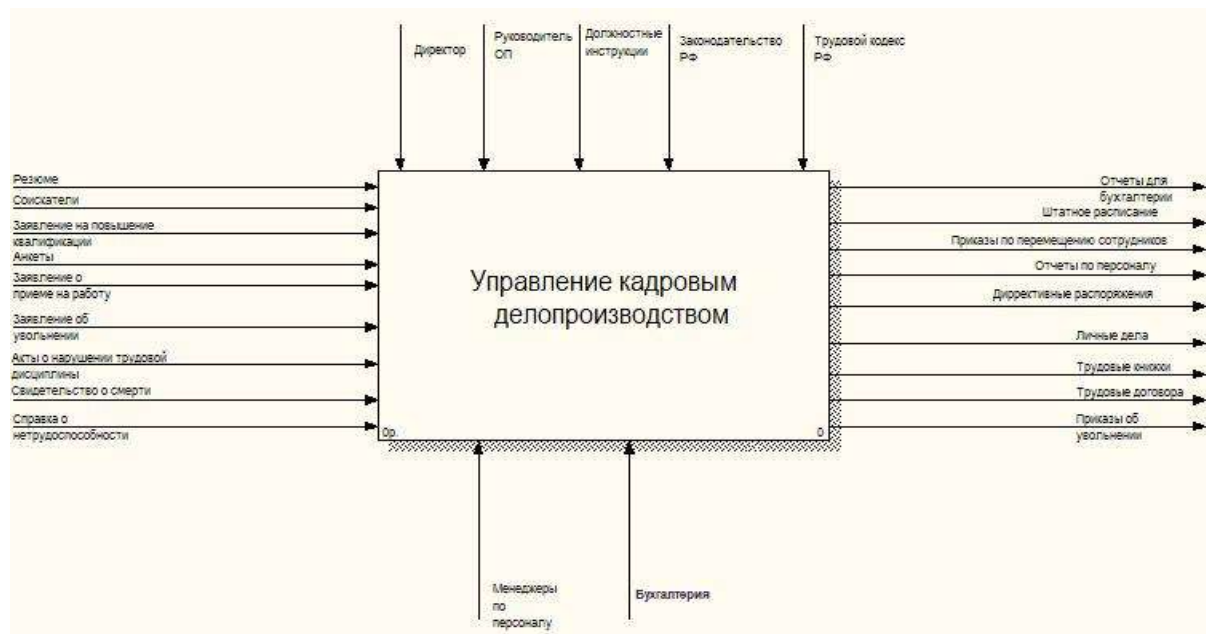 Директор
Руководитель
ОП
Должностные
инструкции
Законодательство
РФ
Трудовой кодекс
РФ
Резюме
Соискатели
Заявление на повышение
квалификации
Анкеты
Заявление о
приеме на работу
Заявление об
увольнении
Акты о нарушении трудовой
дисциплины
Свидетельство о смерти
Справка о
нетрудоспособности
Управление кадровым
делопроизводством
0р.
0
Отчеты для
бухгалтерии
Штатное расписание
Приказы по перемещению сотрудников
Отчеты по персоналу
Диррективные распоряжения
Личные дела
Трудовые книжки
Трудовые договора
Приказы об
увольнении
Менеджеры
по
персоналу
Бухгалтерия